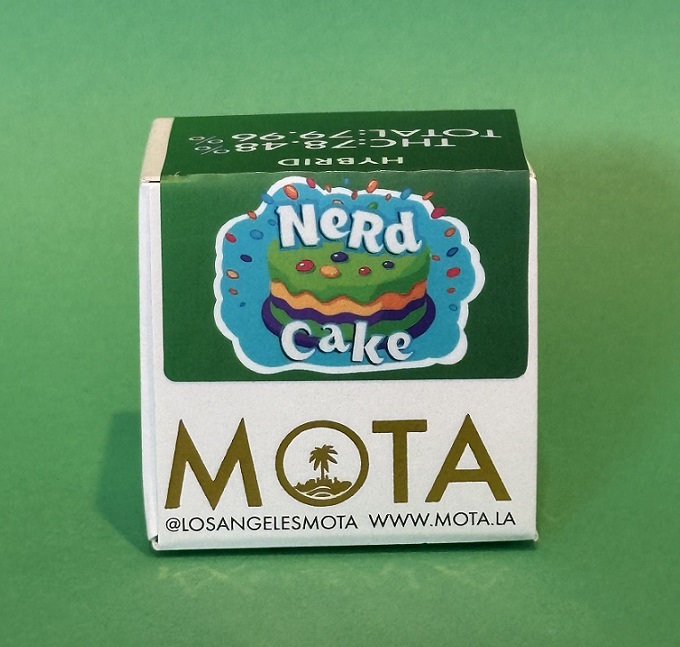 HYBRID
THC:78.48%
TOTAL:79.96%
NeRd
Cake
MOTA
@LOSANGELESMOTA WWW.MOTA.LA